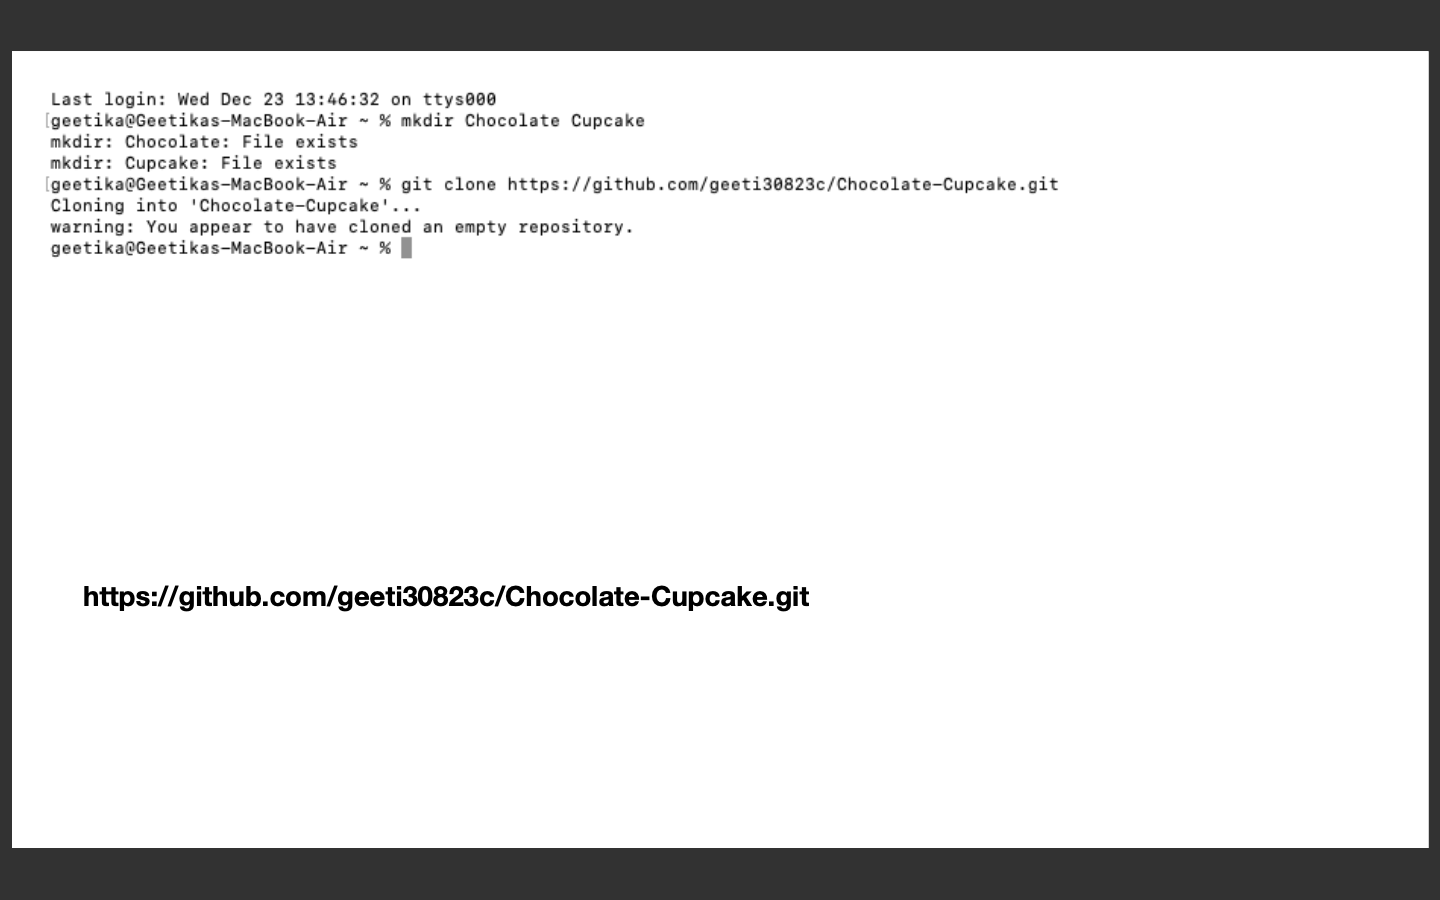 Last login: Wed Dec 23 13:46:32 on ttys000
[geetika@Geetikas-MacBook-Air ~ % mkdir Chocolate Cupcake
mkdir: Chocolate: File exists
mkdir: Cupcake: File exists
[geetika@Geetikas-MacBook-Air ~ % git clone https://github.com/geeti30823c/Chocolate-Cupcake.git
Cloning into 'Chocolate-Cupcake'...
warning: You appear to have cloned an empty repository.
geetika@Geetikas-MacBook-Air ~ %
https://github.com/geeti30823c/Chocolate-Cupcake.git